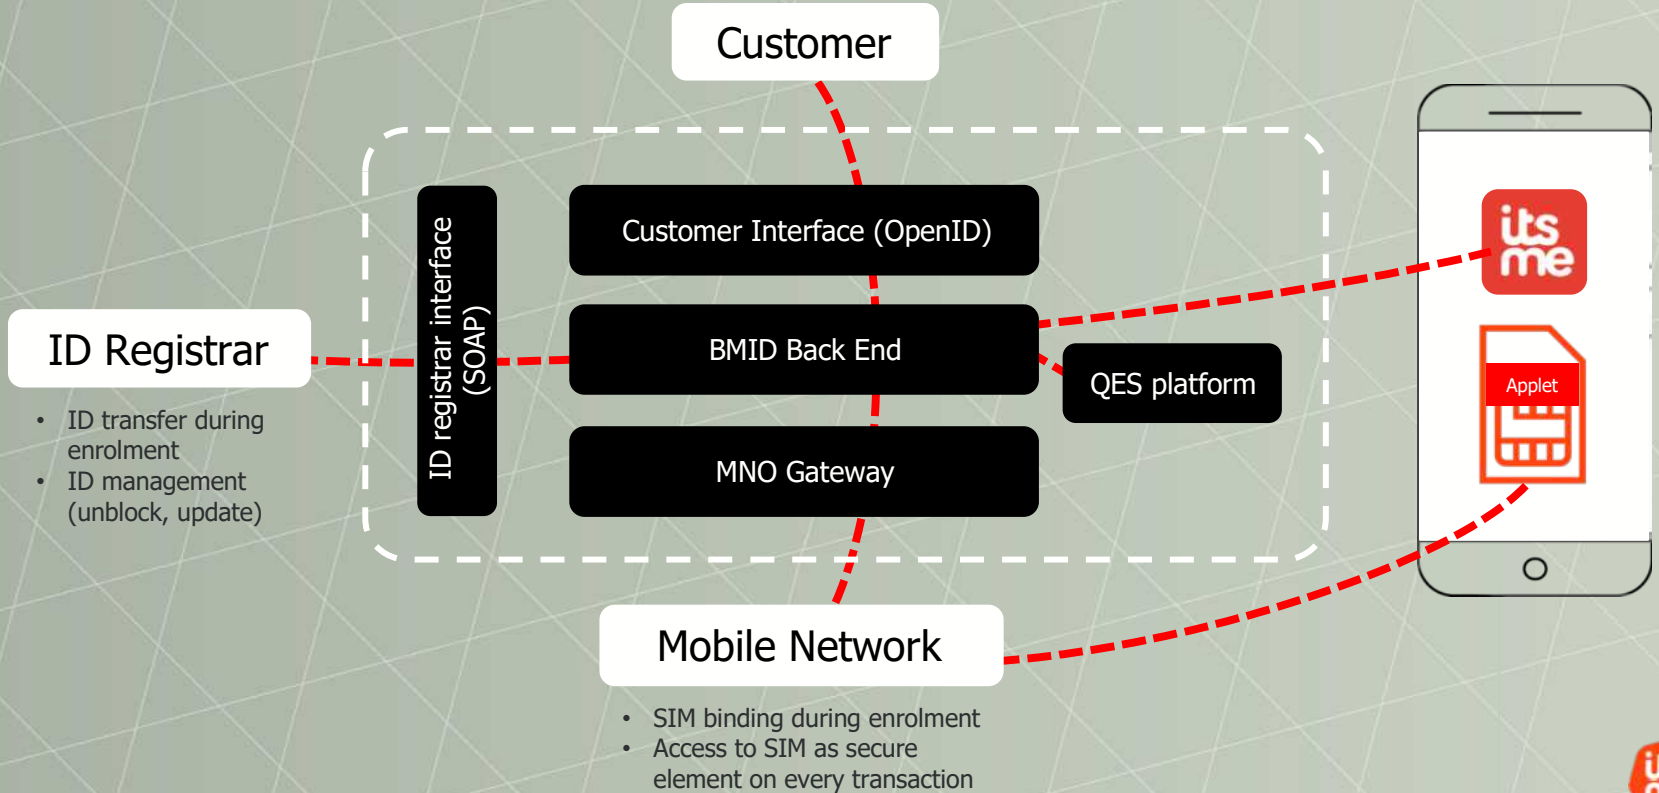 Customer
Customer Interface (OpenID)
ID registrar interface
(SOAP)
BMID Back End
QES platform
MNO Gateway
ID Registrar
• ID transfer during
enrolment
• ID management
(unblock, update)
Mobile Network
• SIM binding during enrolment
• Access to SIM as secure
element on every transaction
its
me
Applet